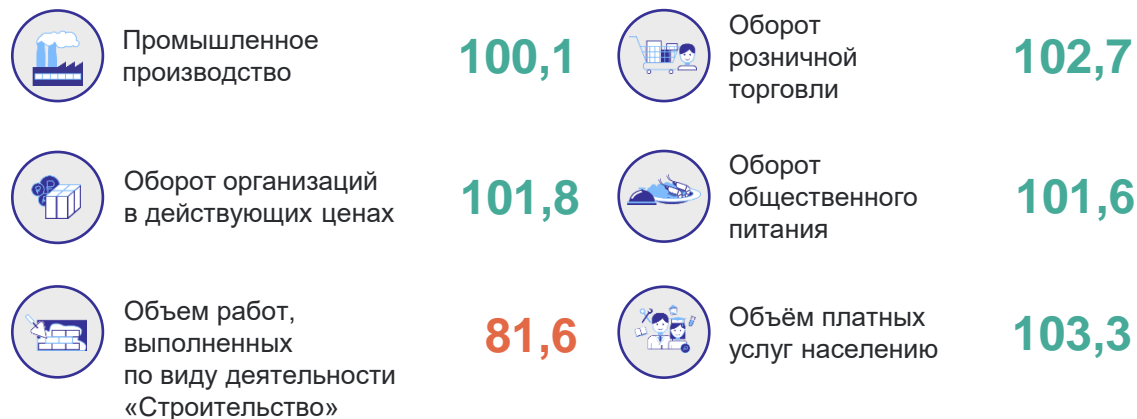 Промышленное
производство
100,1
Оборот организаций
в действующих ценах
101,8
Объем работ,
выполненных
по виду деятельности
«Строительство»
81,6
Оборот
розничной
торговли
102,7
Оборот
общественного
питания
101,6
Объём платных
услуг населению
103,3